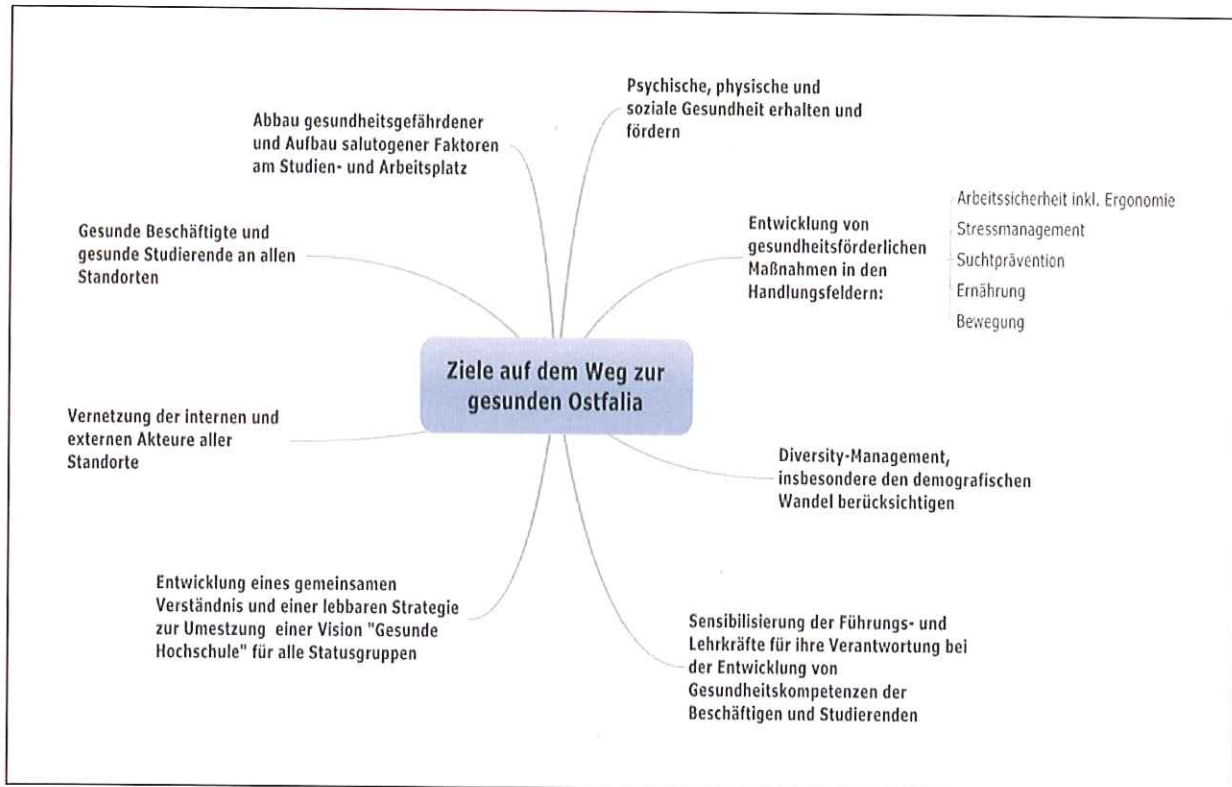 Psychische, physische und
soziale Gesundheit erhalten und
fördern
Abbau gesundheitsgefährdener
und Aufbau salutogener Faktoren
am Studien- und Arbeitsplatz
Entwicklung von
gesundheitsförderlichen
Maßnahmen in den
Handlungsfeldern:
Arbeitssicherheit inkl. Ergonomie
Stressmanagement
Suchtprävention
Ernährung
Bewegung
Gesunde Beschäftigte und
gesunde Studierende an allen
Standorten
Ziele auf dem Weg zur
gesunden Ostfalia
Vernetzung der internen und
externen Akteure aller
Standorte
Diversity-Management,
insbesondere den demografischen
Wandel berücksichtigen
Entwicklung eines gemeinsamen
Verständnis und einer lebbaren Strategie
zur Umestzung einer Vision "Gesunde
Hochschule" für alle Statusgruppen
Sensibilisierung der Führungs- und
Lehrkräfte für ihre Verantwortung bei
der Entwicklung von
Gesundheitskompetenzen der
Beschäftigen und Studierenden